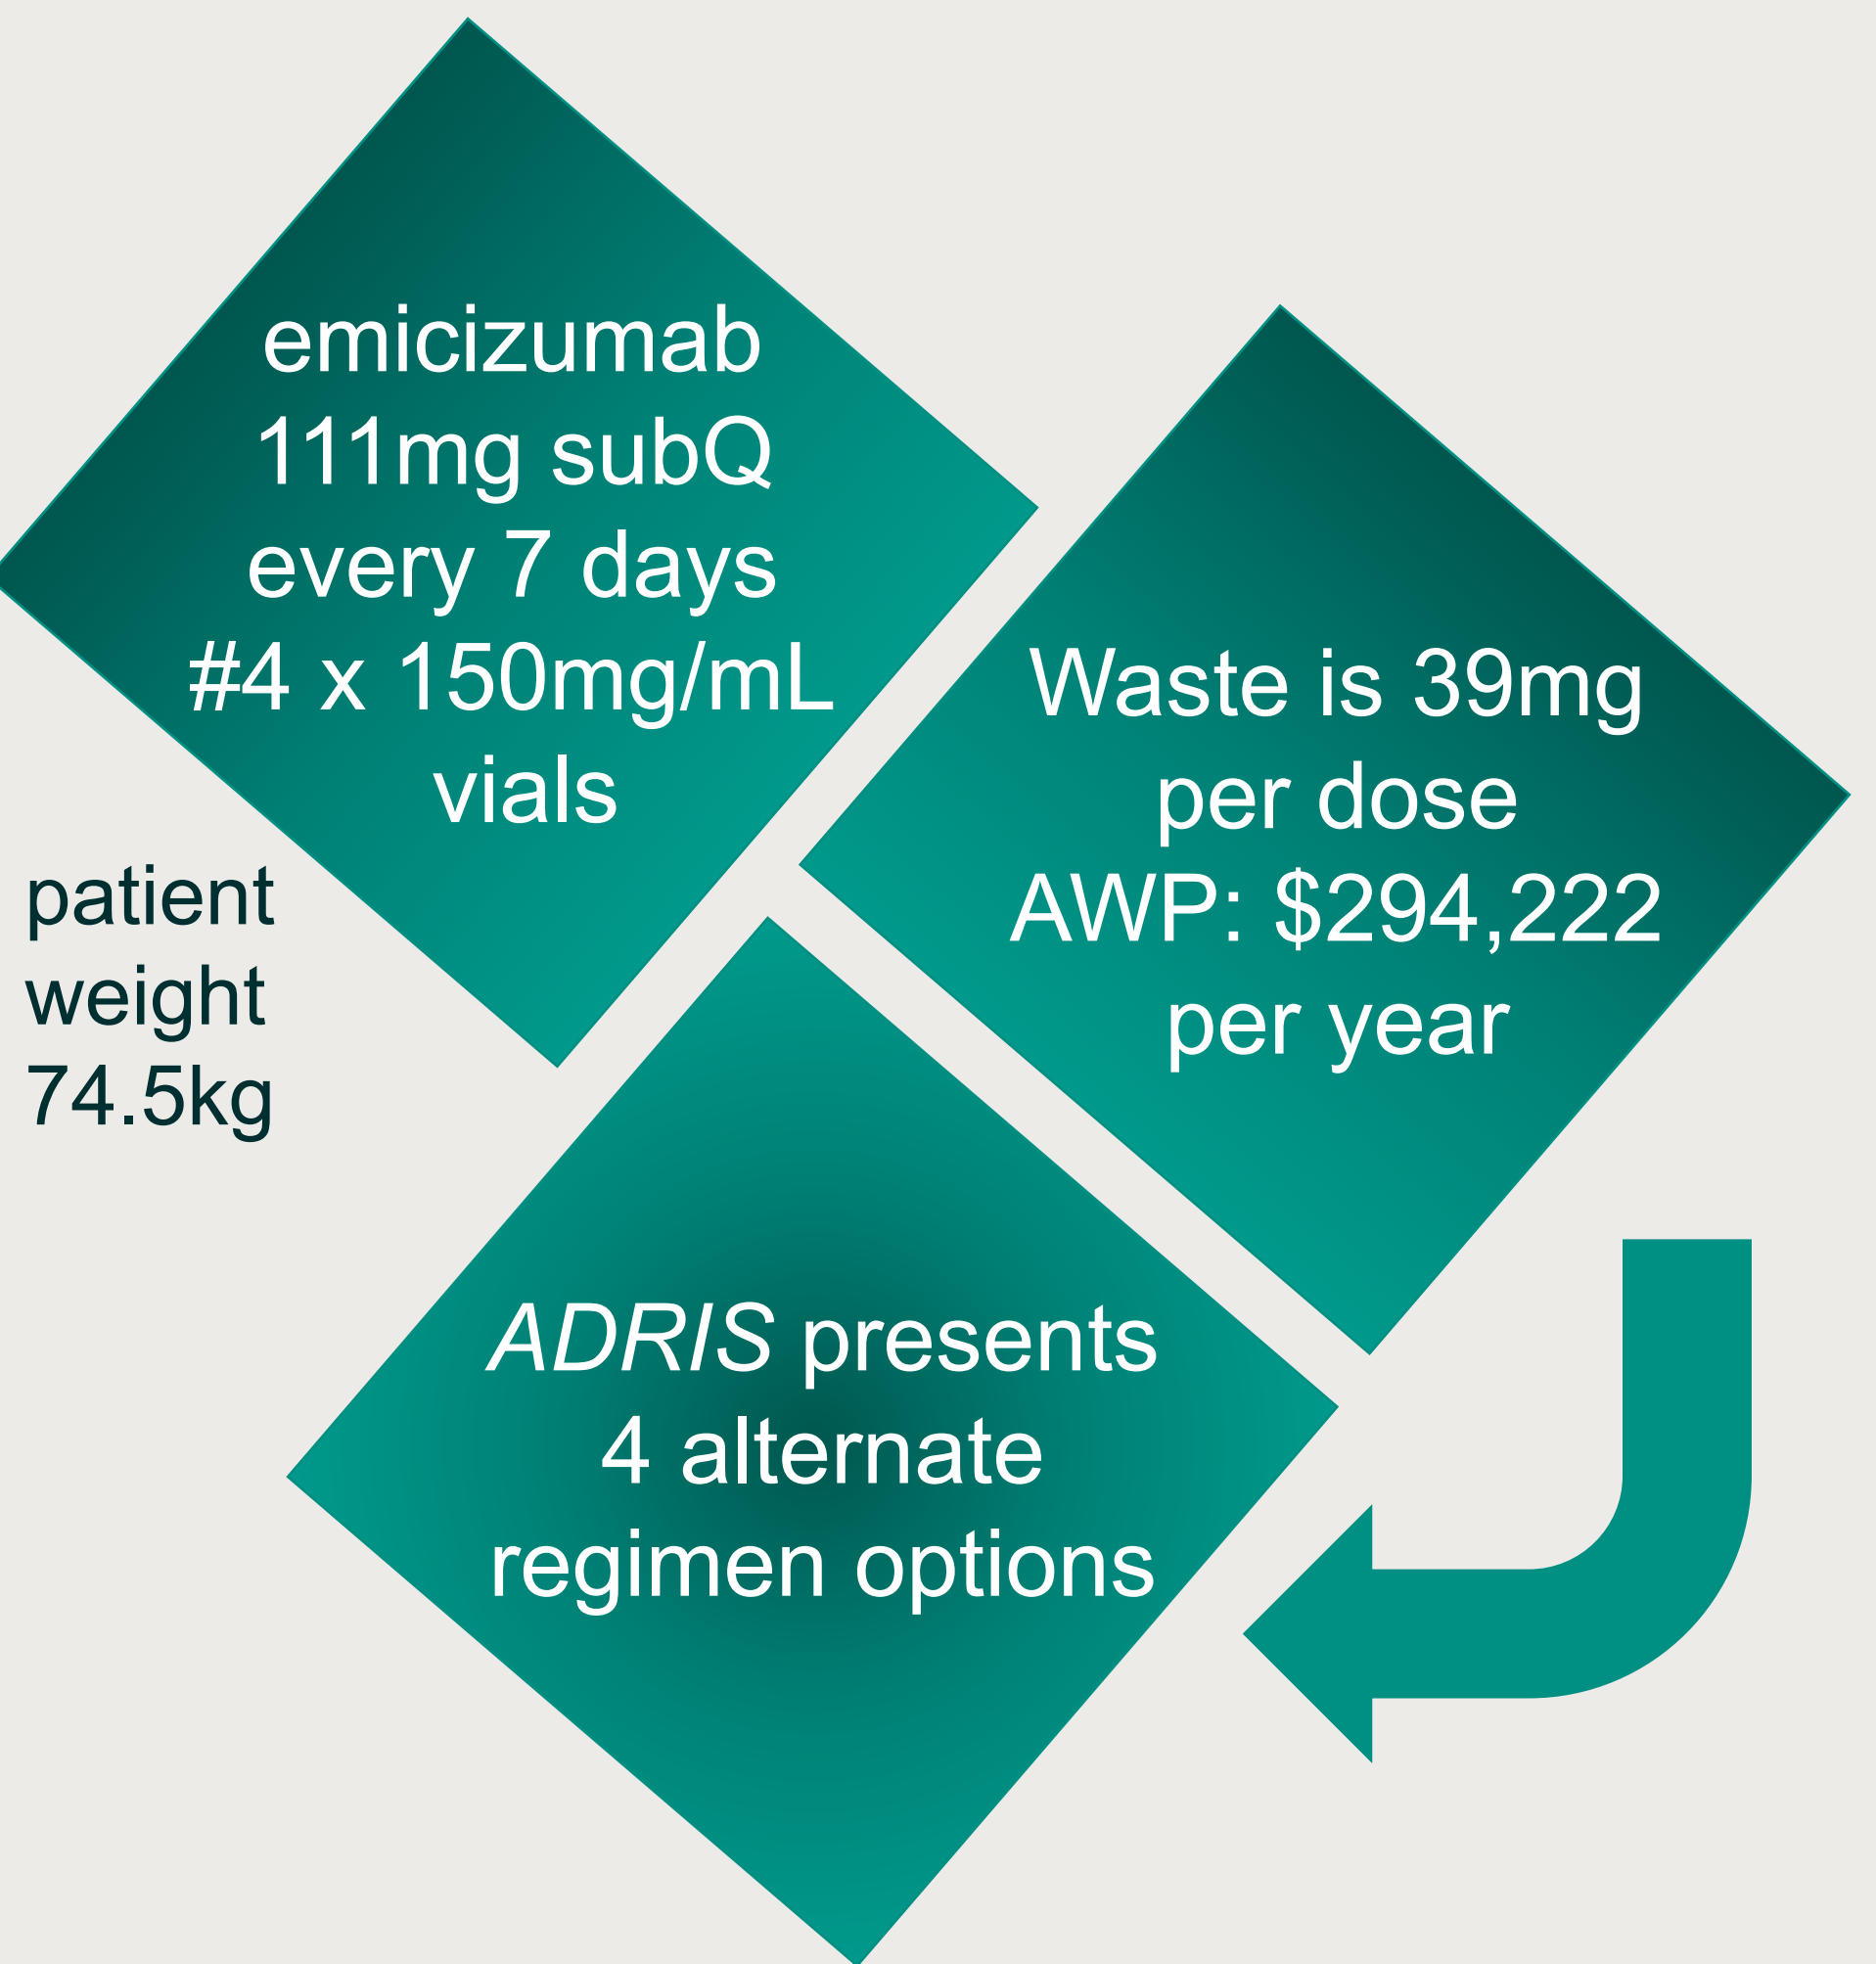 emicizumab
111mg subQ
every 7 days
#4 x 150mg/mL
vials
patient
weight
74.5kg
Waste is 39mg
per dose
AWP: $294,222
per year
ADRIS presents
4 alternate
regimen options